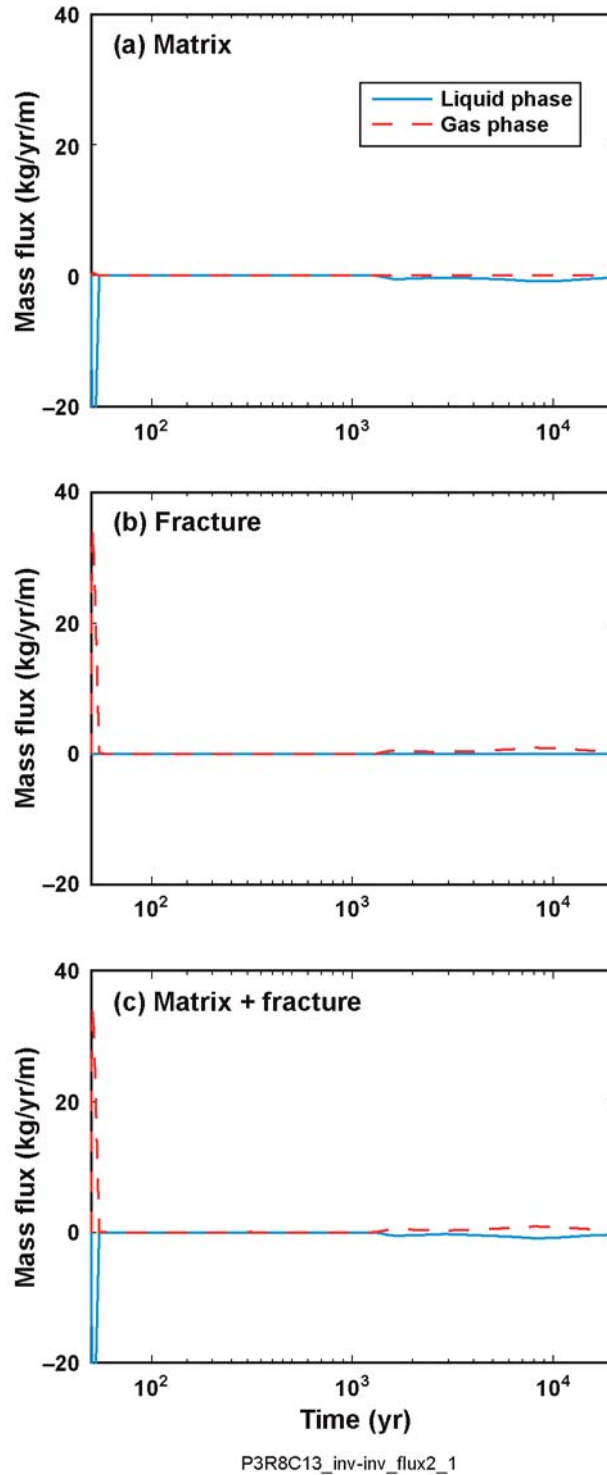 40
(a) Matrix
Liquid phase
Gas phase
20
0
–20
Mass flux (kg/yr/m)
10²
10³
10⁴
40
(b) Fracture
20
0
–20
Mass flux (kg/yr/m)
10²
10³
10⁴
40
(c) Matrix + fracture
20
0
–20
Mass flux (kg/yr/m)
10²
10³
10⁴
Time (yr)
P3R8C13_inv-inv_flux2_1